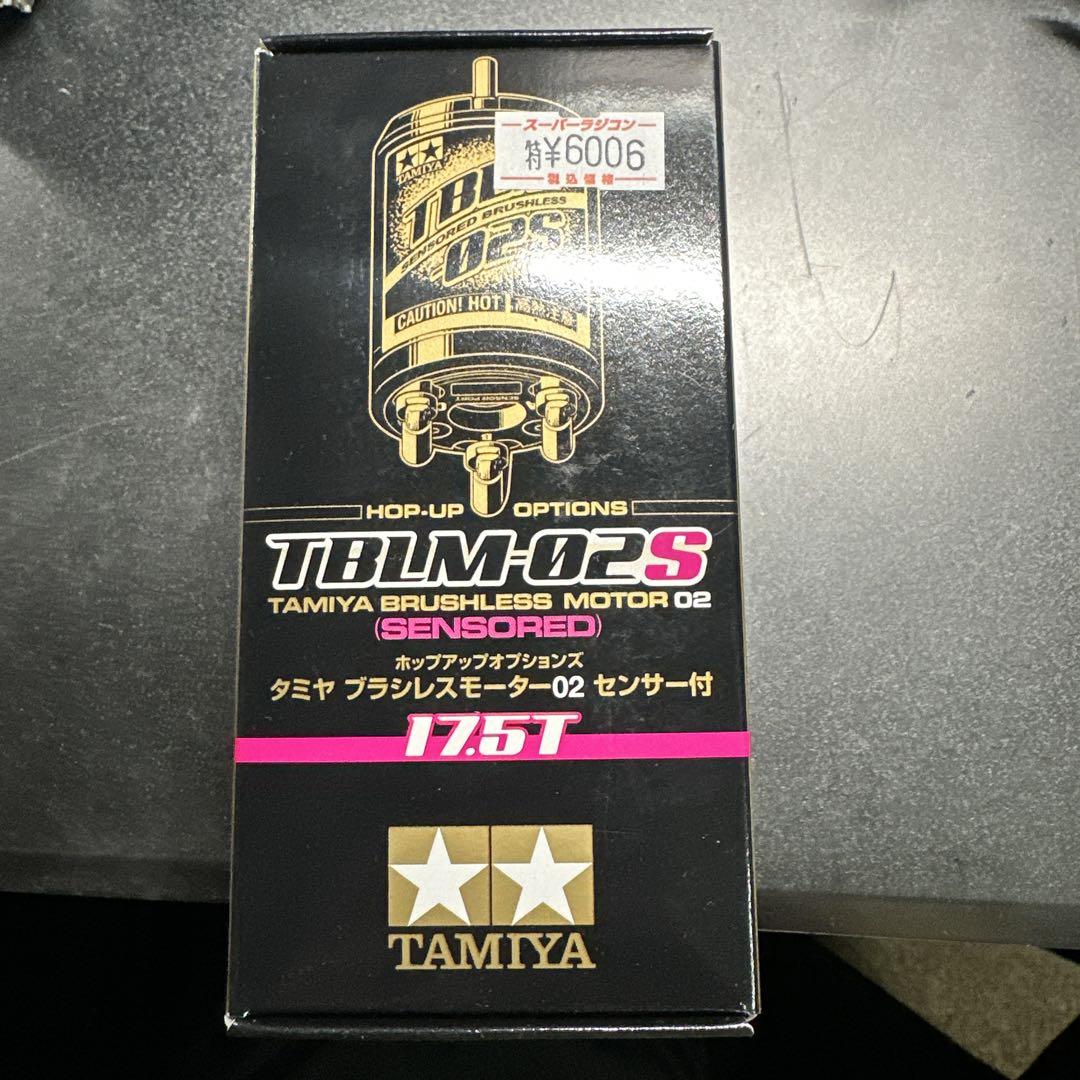 スーパーラジコン
特¥6006
税込価格
TAMIYA
TBLM
SENSORED BRUSHLESS
-02S
CAUTION! HOT 高熱注意
SENSOR PORT
HOP-UP OPTIONS
TBLM-02S
TAMIYA BRUSHLESS MOTOR 02
(SENSORED)
ホップアップオプションズ
タミヤ ブラシレスモーター02 センサー付
17.5T
TAMIYA